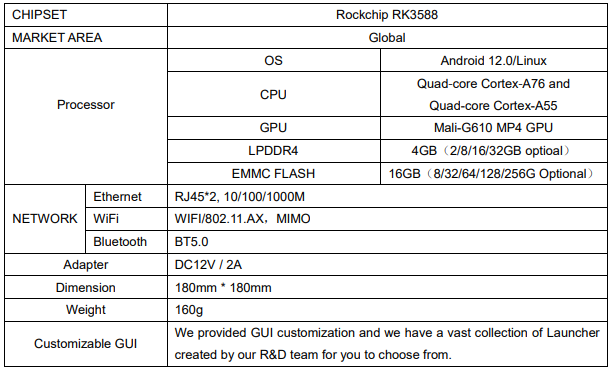 CHIPSET Rockchip RK3588
MARKET AREA Global
Processor
OS Android 12.0/Linux
CPU Quad-core Cortex-A76 and
Quad-core Cortex-A55
GPU Mali-G610 MP4 GPU
LPDDR4 4GB（2/8/16/32GB optioal）
EMMC FLASH 16GB（8/32/64/128/256G Optional）
NETWORK
Ethernet RJ45*2, 10/100/1000M
WiFi WIFI/802.11.AX，MIMO
Bluetooth BT5.0
Adapter DC12V / 2A
Dimension 180mm * 180mm
Weight 160g
Customizable GUI
We provided GUI customization and we have a vast collection of Launcher
created by our R&D team for you to choose from.